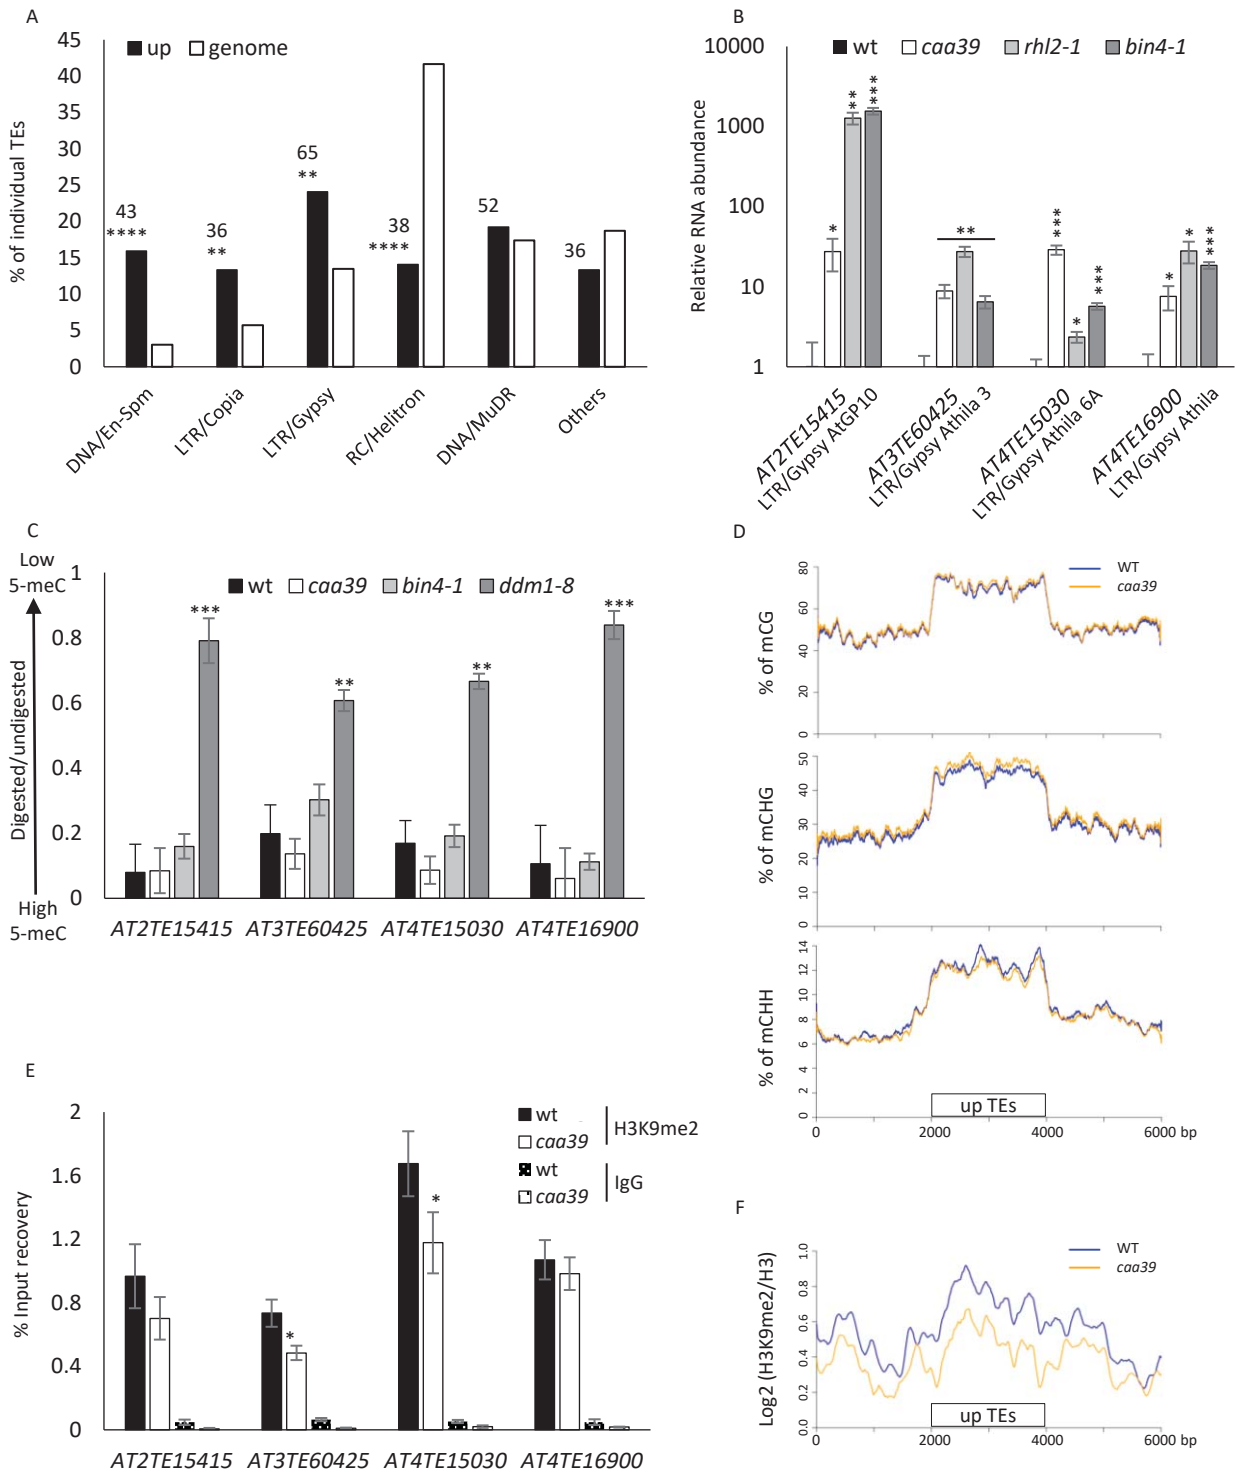 A
% of individual TEs
45
40
35
30
25
20
15
10
5
0
up genome
43
****
36
**
65
**
38
****
52
36
DNA/En-Spm
LTR/Copia
LTR/Gypsy
RC/Helitron
DNA/MuDR
Others
B
Relative RNA abundance
10000
1000
100
10
1
wt caa39 rhl2-1 bin4-1
*
**
***
**
***
*
***
*
*
***
AT2TE15415
LTR/Gypsy AtGP10
AT3TE60425
LTR/Gypsy Athila 3
AT4TE15030
LTR/Gypsy Athila 6A
AT4TE16900
LTR/Gypsy Athila
C
Low
5-meC
Digested/undigested
High
5-meC
1
0.8
0.6
0.4
0.2
0
wt caa39 bin4-1 ddm1-8
***
**
**
***
AT2TE15415 AT3TE60425 AT4TE15030 AT4TE16900
D
% of mCG
80
60
40
20
0
WT
caa39
% of mCHG
50
40
30
20
10
0
% of mCHH
14
12
10
8
6
4
2
0
up TEs
0 2000 4000 6000 bp
E
% Input recovery
2
1.6
1.2
0.8
0.4
0
wt
caa39
H3K9me2
wt
caa39
IgG
*
*
AT2TE15415 AT3TE60425 AT4TE15030 AT4TE16900
F
Log2 (H3K9me2/H3)
1.0
0.8
0.6
0.4
0.2
0.0
WT
caa39
up TEs
0 2000 4000 6000 bp